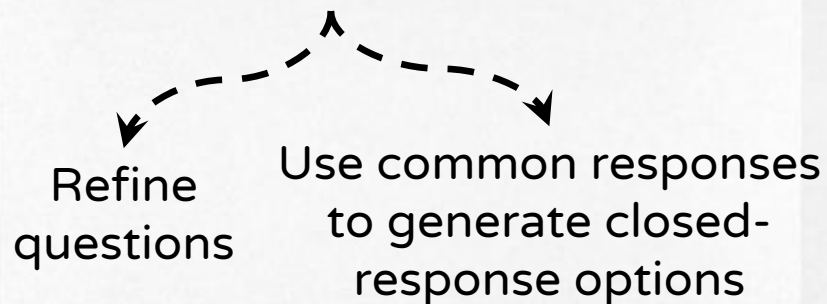 Refine
questions
Use common responses
to generate closed-
response options